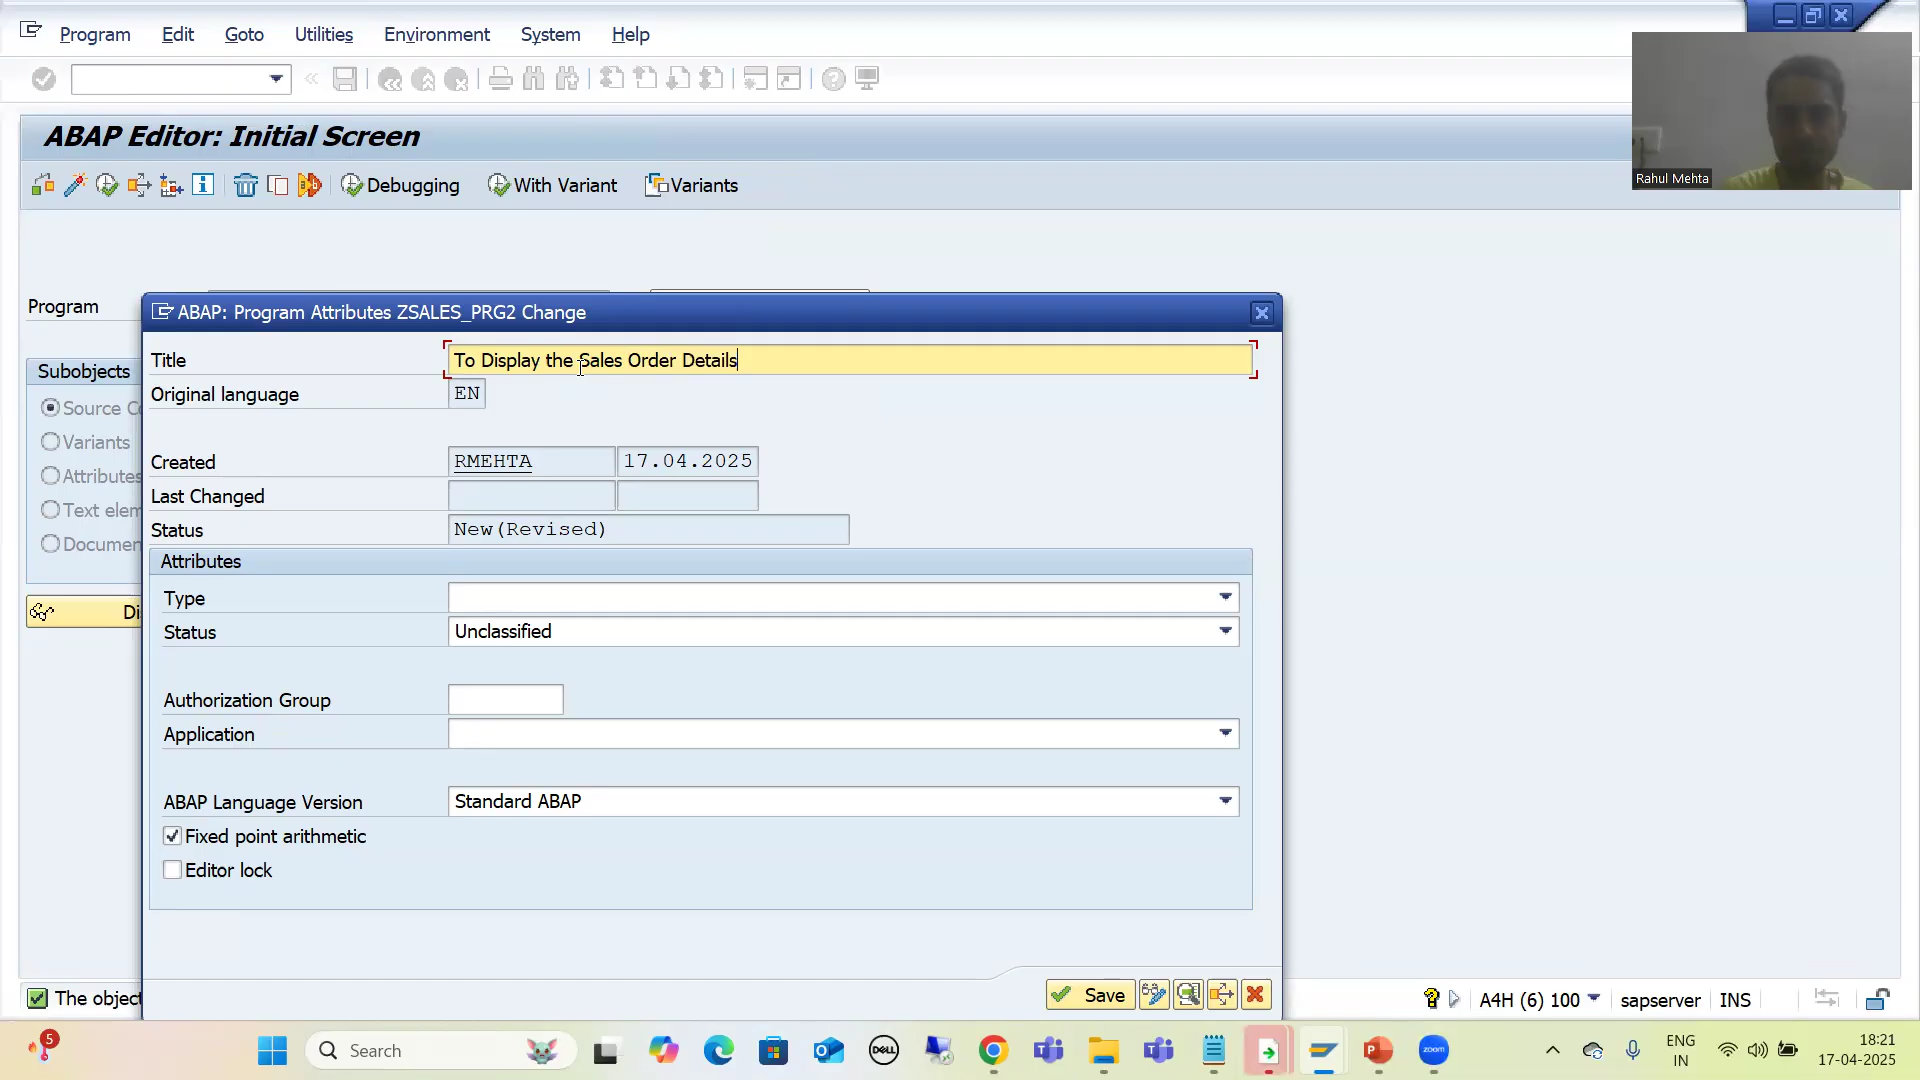 Program Edit Goto Utilities Environment System Help
ABAP Editor: Initial Screen
Debugging With Variant Variants
Rahul Mehta
Program
ABAP: Program Attributes ZSALES_PRG2 Change
Title To Display the Sales Order Details
Subobjects
Original language EN
Source
Variants
Attributes
Text
Created RMEHTA 17.04.2025
Last Changed
Status New(Revised)
Attributes
Type
Status Unclassified
Authorization Group
Application
ABAP Language Version Standard ABAP
Fixed point arithmetic
Editor lock
Save
The
A4H (6) 100 sapserver INS
5
Search
DELL
zoom
ENG
IN
18:21
17-04-2025